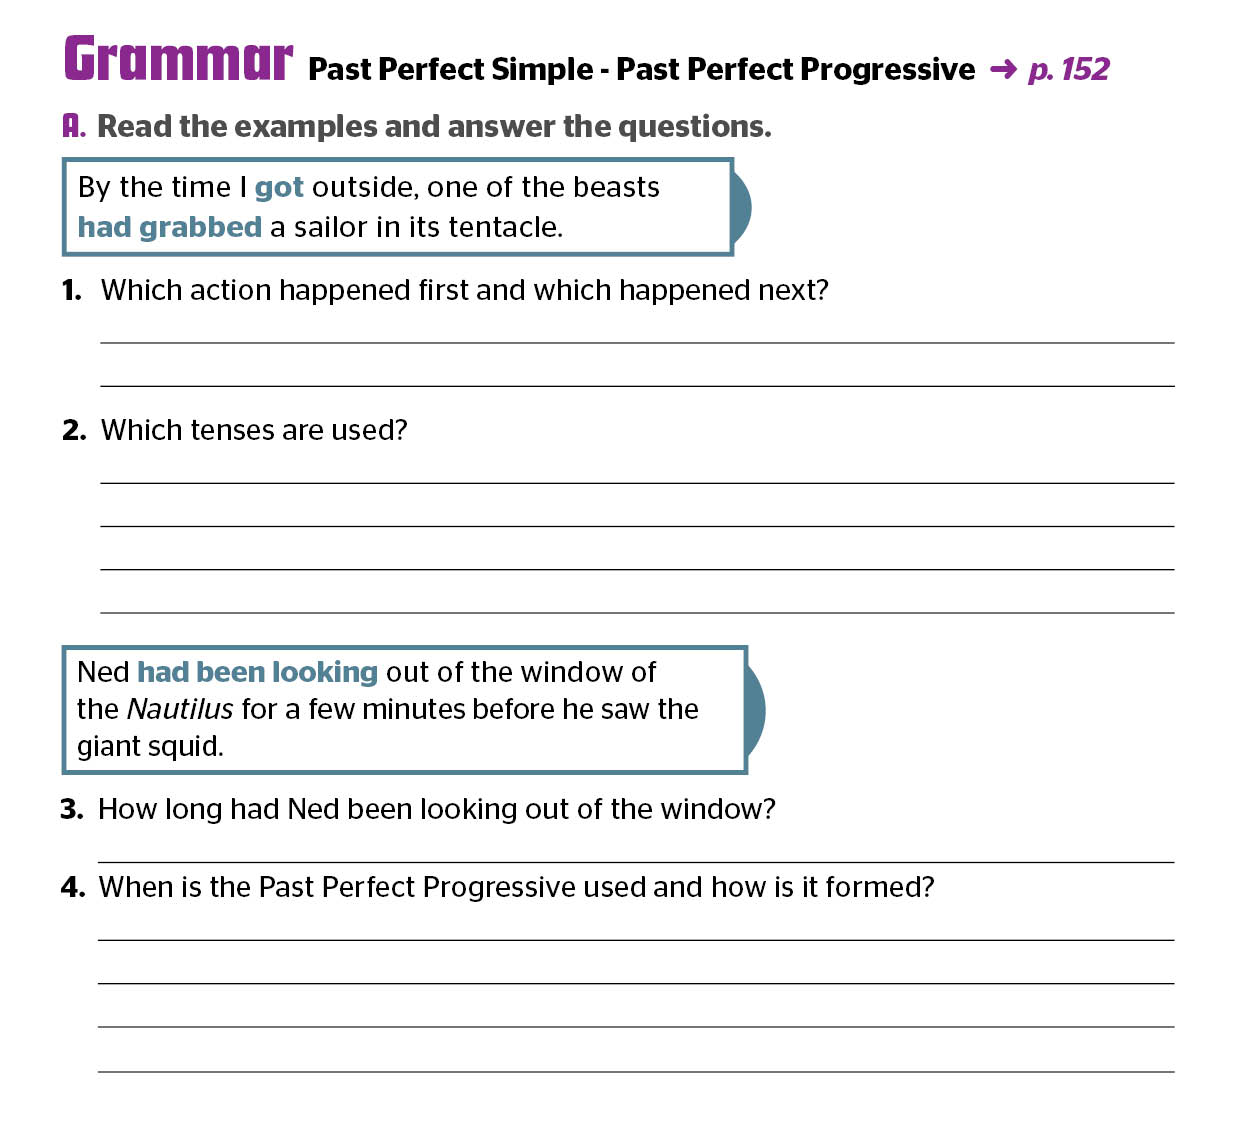 Grammar Past Perfect Simple - Past Perfect Progressive → p. 152
A. Read the examples and answer the questions.
By the time I got outside, one of the beasts
had grabbed a sailor in its tentacle.
1. Which action happened first and which happened next?
2. Which tenses are used?
Ned had been looking out of the window of
the Nautilus for a few minutes before he saw the
giant squid.
3. How long had Ned been looking out of the window?
4. When is the Past Perfect Progressive used and how is it formed?